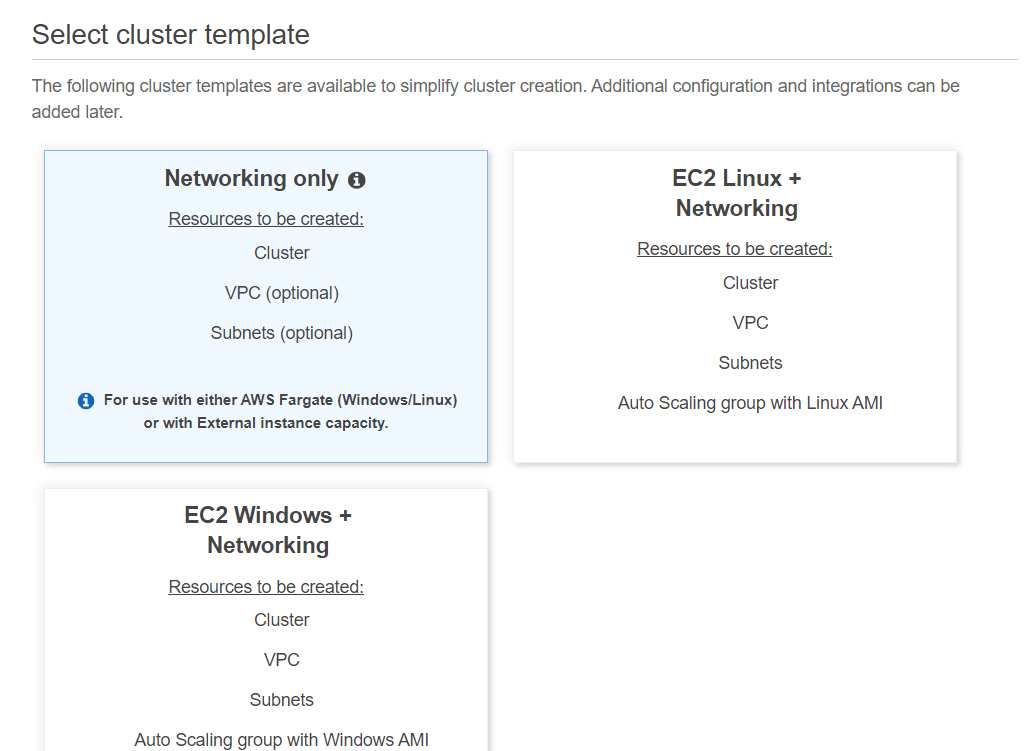 Select cluster template
The following cluster templates are available to simplify cluster creation. Additional configuration and integrations can be
added later.
Networking only
Resources to be created:
Cluster
VPC (optional)
Subnets (optional)
For use with either AWS Fargate (Windows/Linux)
or with External instance capacity.
EC2 Linux +
Networking
Resources to be created:
Cluster
VPC
Subnets
Auto Scaling group with Linux AMI
EC2 Windows +
Networking
Resources to be created:
Cluster
VPC
Subnets
Auto Scaling group with Windows AMI